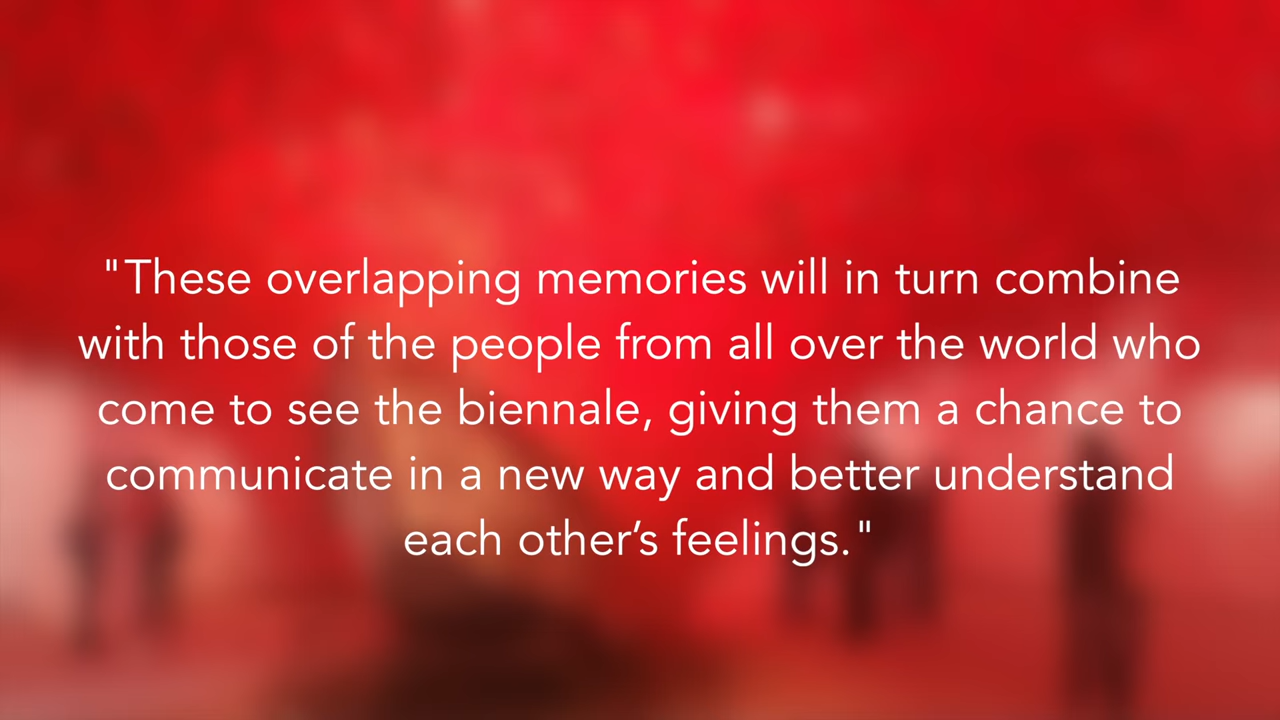 "These overlapping memories will in turn combine
with those of the people from all over the world who
come to see the biennale, giving them a chance to
communicate in a new way and better understand
each other’s feelings."